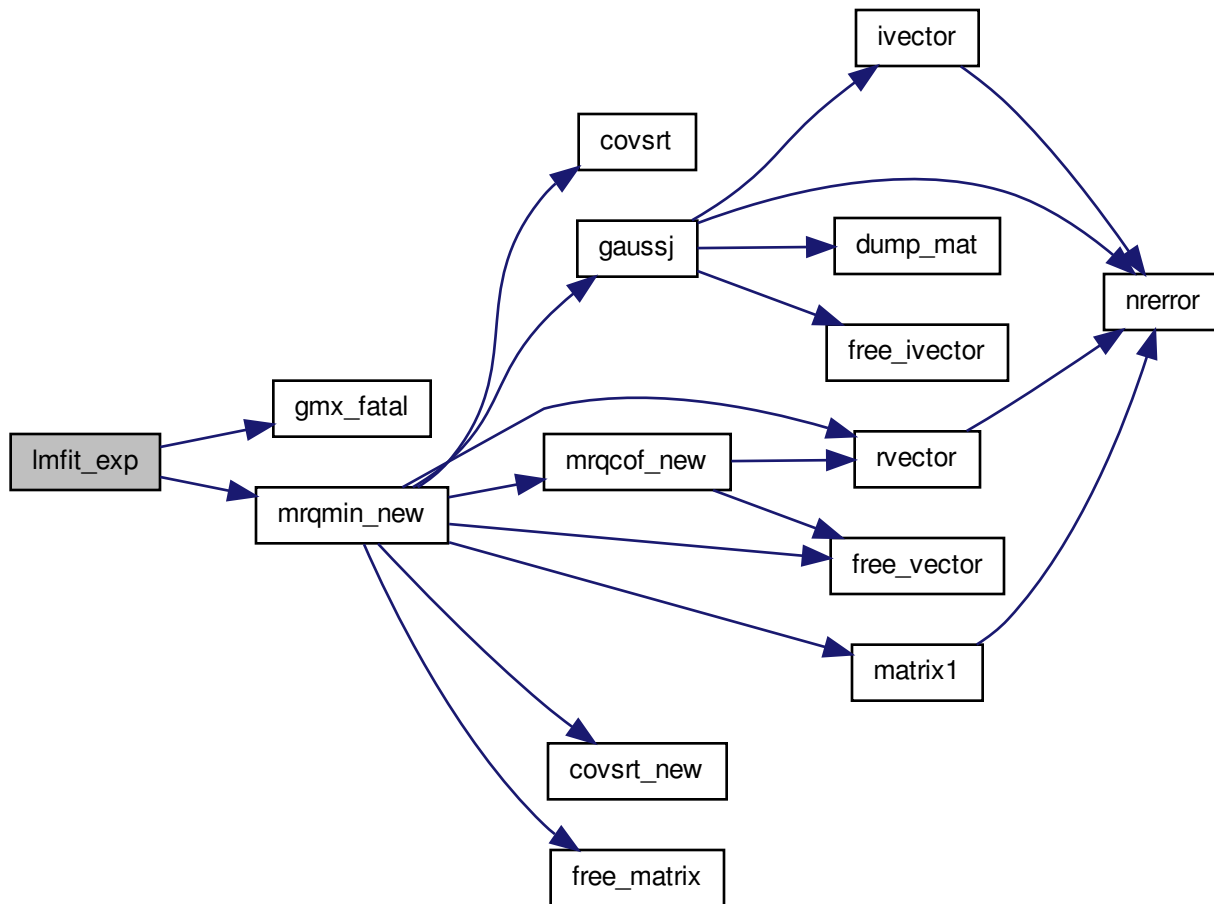 ivector
covsrt
gaussj
dump_mat
nrerror
free_ivector
gmx_fatal
lmfit_exp
mrqcof_new
rvector
mrqmin_new
free_vector
matrix1
covsrt_new
free_matrix